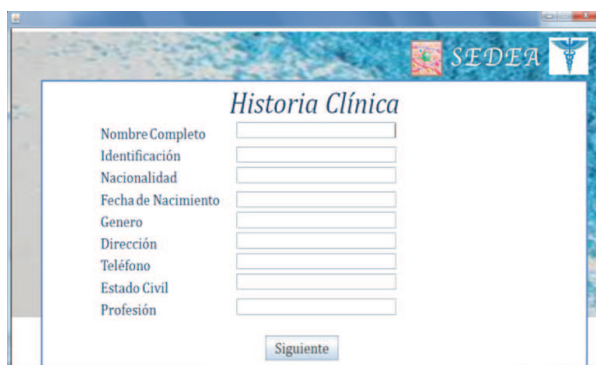 SEDEA
Historia Clínica
Nombre Completo
Identificación
Nacionalidad
Fecha de Nacimiento
Genero
Dirección
Teléfono
Estado Civil
Profesión
Siguiente